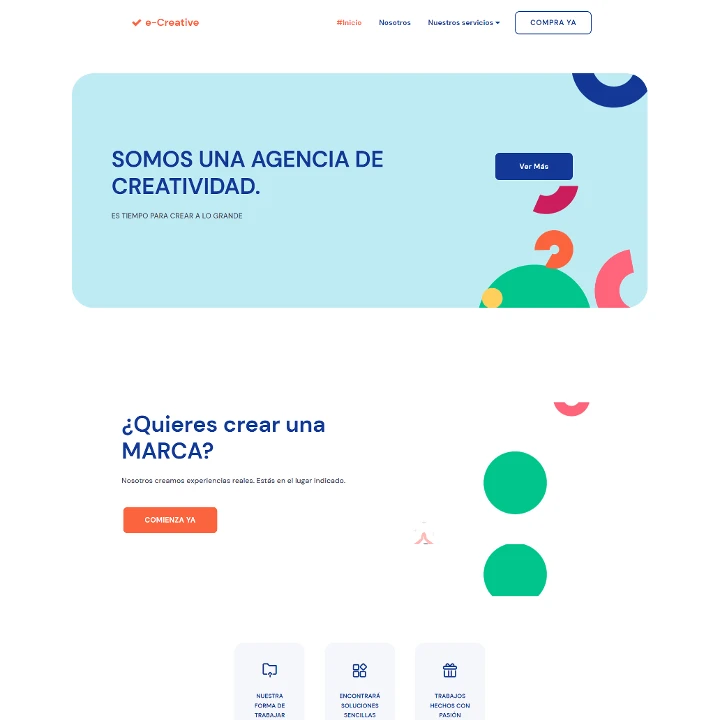 e-Creative
#Inicio
Nosotros
Nuestros servicios
COMPRA YA
SOMOS UNA AGENCIA DE
CREATIVIDAD.
ES TIEMPO PARA CREAR A LO GRANDE
Ver Más
¿Quieres crear una
MARCA?
Nosotros creamos experiencias reales. Estás en el lugar indicado.
COMIENZA YA
NUESTRA
FORMA DE
TRABAJAR
ENCONTRARÁ
SOLUCIONES
SENCILLAS
TRABAJOS
HECHOS CON
PASIÓN